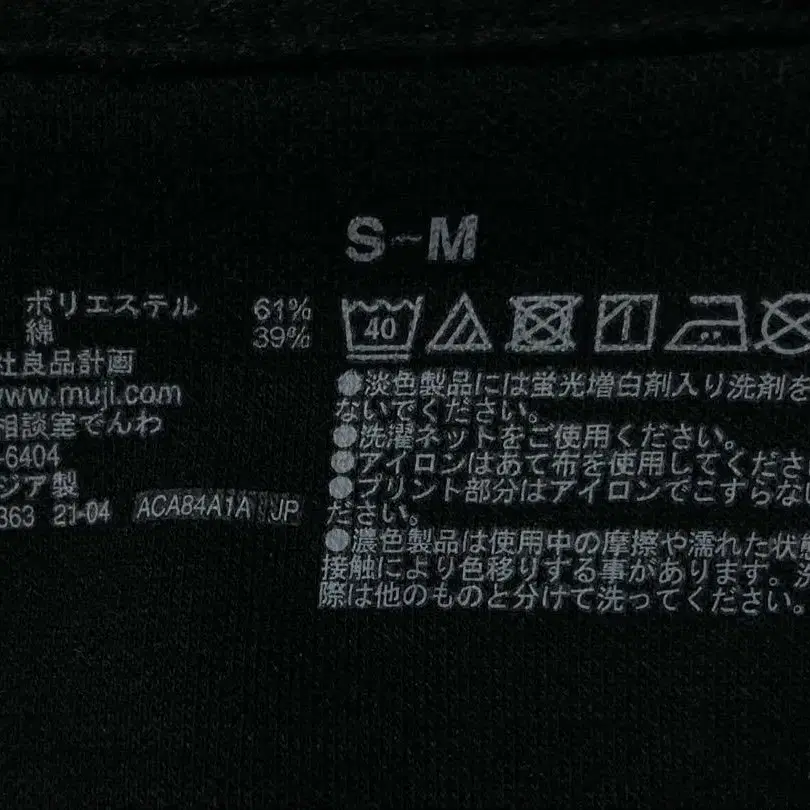 S~M
ポリエステル 61%
綿 39%
社良品計画
www.muji.com
相談室でんわ
-6404
ジア製
363 21-04 ACA84A1A JP
40
●淡色製品には蛍光増白剤入り洗剤を
ないでください。
●洗濯ネットをご使用ください。
●アイロンはあて布を使用してくださ
●プリント部分はアイロンでこすらな
ださい。
●濃色製品は使用中の摩擦や濡れた状態
接触により色移りする事があります。洗
際は他のものと分けて洗ってください。